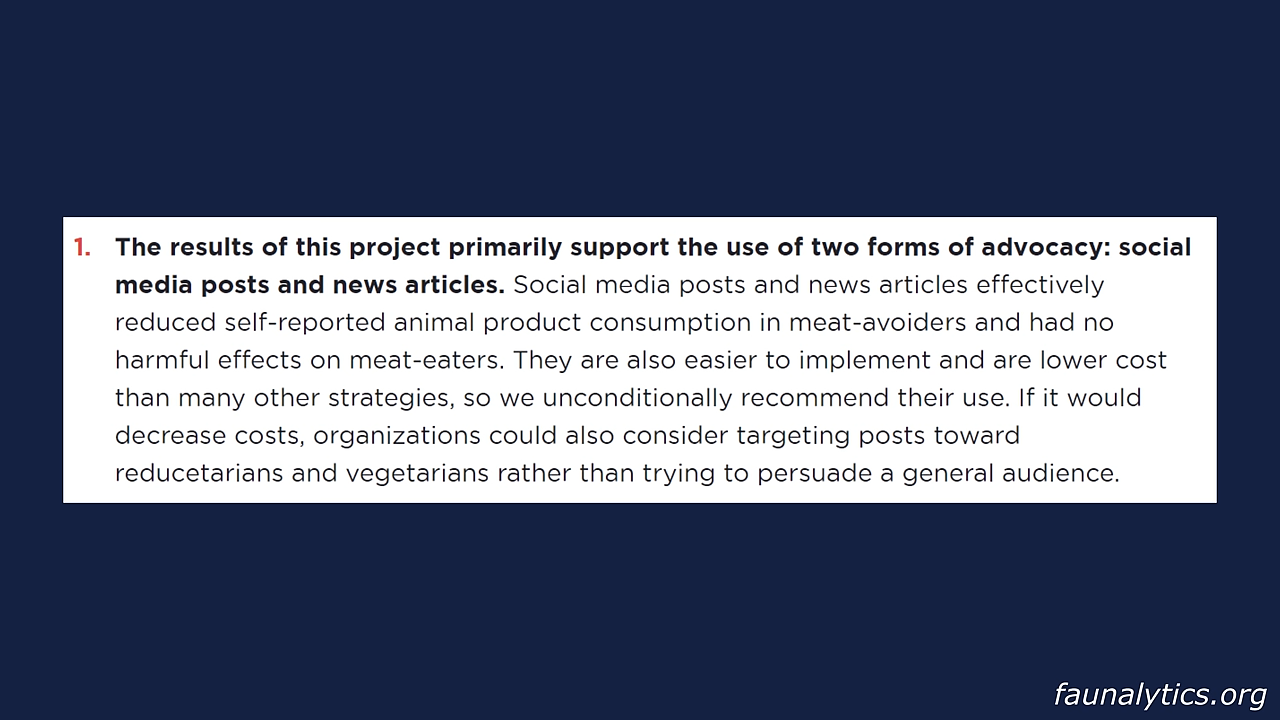 1. The results of this project primarily support the use of two forms of advocacy: social
media posts and news articles. Social media posts and news articles effectively
reduced self-reported animal product consumption in meat-avoiders and had no
harmful effects on meat-eaters. They are also easier to implement and are lower cost
than many other strategies, so we unconditionally recommend their use. If it would
decrease costs, organizations could also consider targeting posts toward
reducetarians and vegetarians rather than trying to persuade a general audience.
faunalytics.org